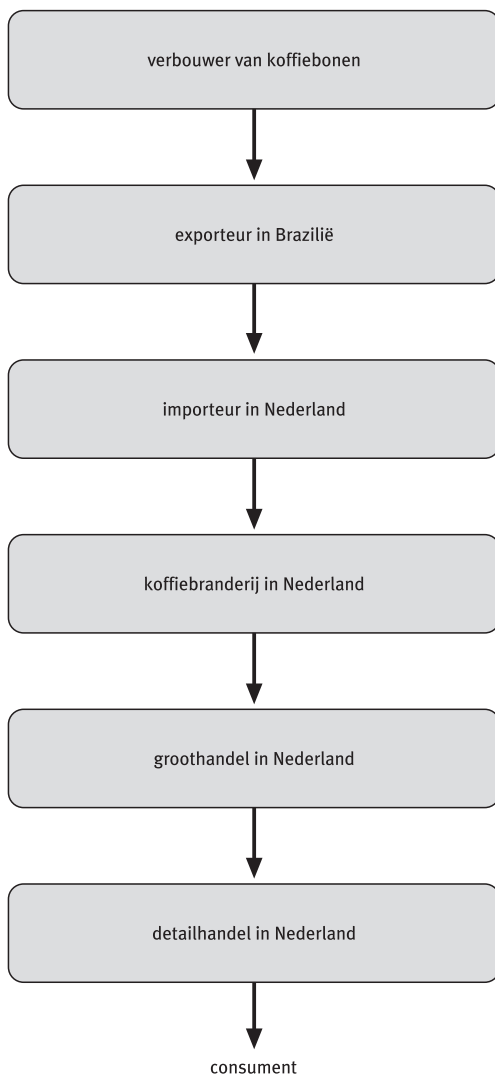 verbouwer van koffiebonen
exporteur in Brazilië
importeur in Nederland
koffiebranderij in Nederland
groothandel in Nederland
detailhandel in Nederland
consument